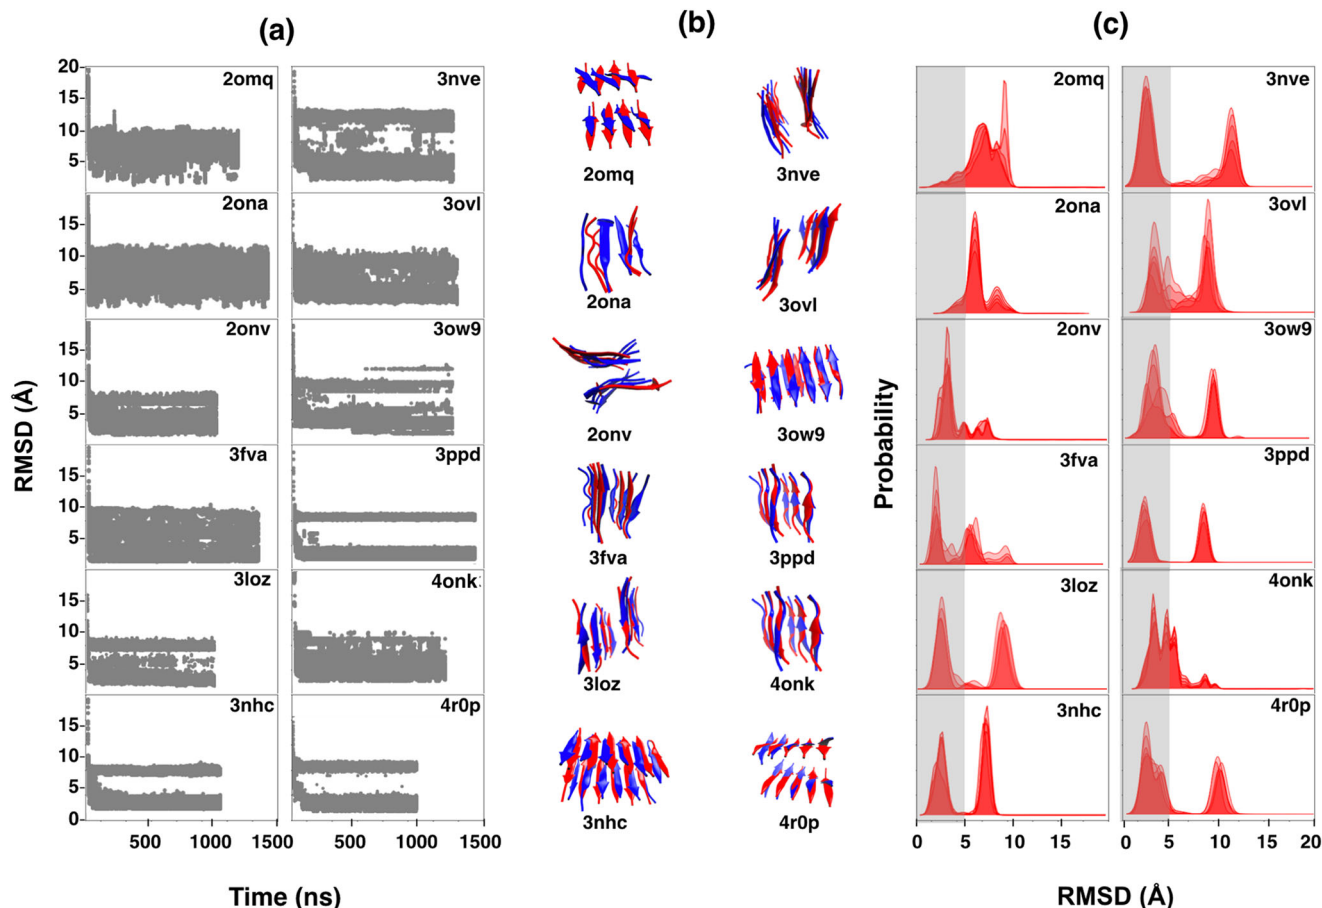 (a)
(b)
(c)
RMSD (Å)
20
15
10
5
2omq
3nve
15
10
5
2ona
3ovl
15
10
5
2onv
3ow9
15
10
5
3fva
3ppd
15
10
5
3loz
4onk:
15
10
5
0
3nhc
4r0p
500
1000
1500
500
1000
1500
Time (ns)
2omq
3nve
2ona
3ovl
2onv
3ow9
3fva
3ppd
3loz
4onk
3nhc
4r0p
Probability
2omq
3nve
2ona
3ovl
2onv
3ow9
3fva
3ppd
3loz
4onk
3nhc
4r0p
0
5
10
15
0
5
10
15
20
RMSD (Å)